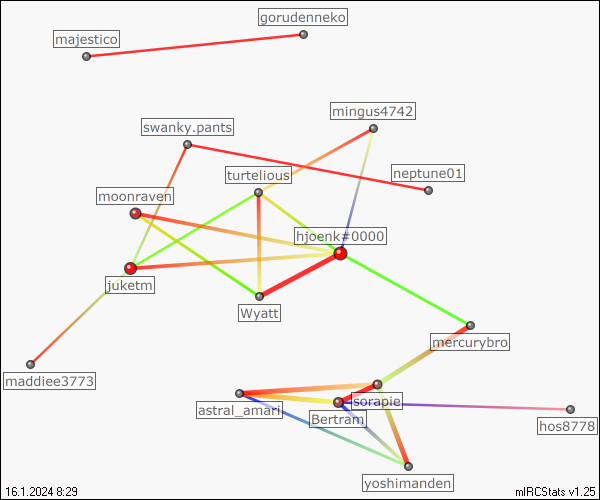 gorudenneko
majestico
mingus4742
swanky.pants
neptune01
turtelious
moonraven
hjoenk#0000
juketm
Wyatt
mercurybro
maddiee3773
sorapie
astral_amari
Bertram
hos8778
yoshimanden
16.1.2024 8:29
mIRCStats v1.25